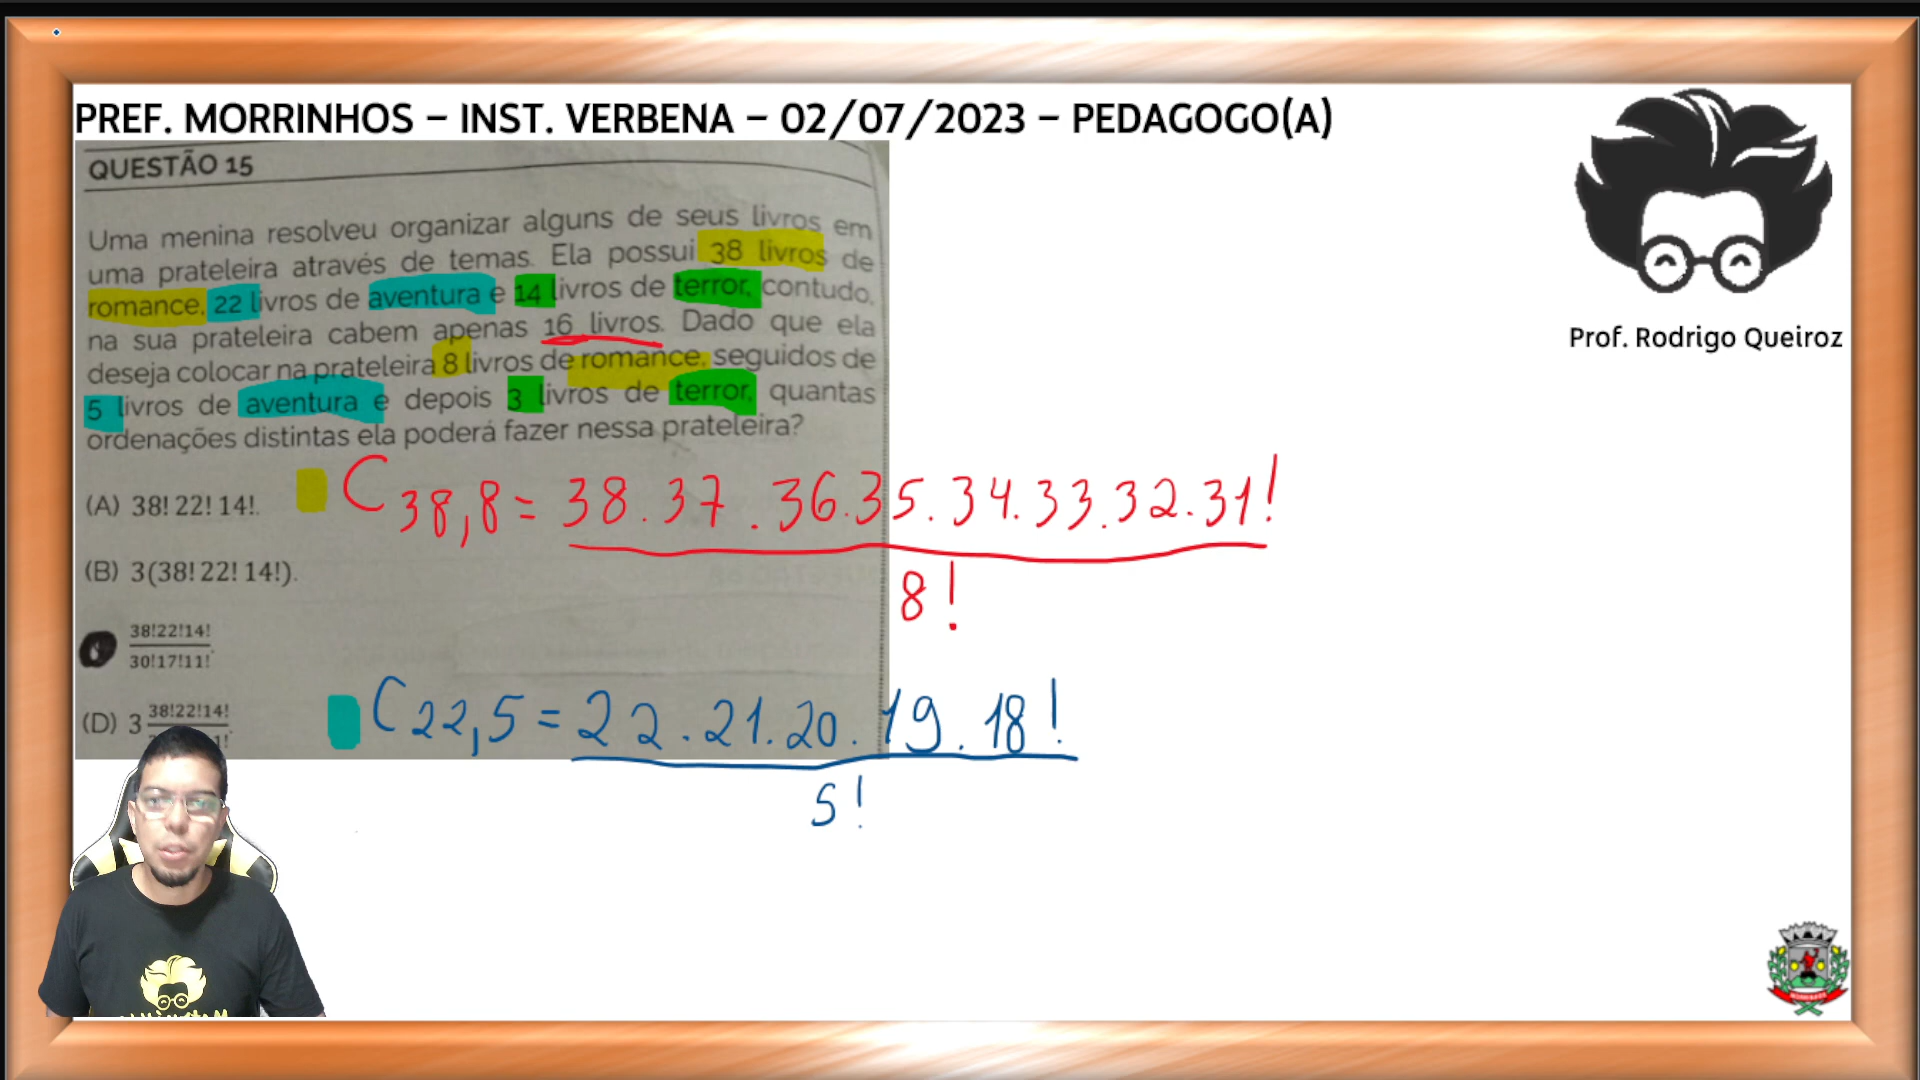 PREF. MORRINHOS – INST. VERBENA – 02/07/2023 – PEDAGOGO(A)
QUESTÃO 15
Uma menina resolveu organizar alguns de seus livros em
uma prateleira através de temas. Ela possui 38 livros de
romance, 22 livros de aventura e 14 livros de terror, contudo,
na sua prateleira cabem apenas 16 livros. Dado que ela
deseja colocar na prateleira 8 livros de romance, seguidos de
5 livros de aventura e depois 3 livros de terror, quantas
ordenações distintas ela poderá fazer nessa prateleira?
(A) 38! 22! 14!.
(B) 3(38! 22! 14!).
38!22!14!
30!17!11!
(D) 3 38!22!14!
1!
C38,8 = 38.37.36.35.34.33.32.31!
8!
C22,5 = 22.21.20.19.18!
5!
Prof. Rodrigo Queiroz